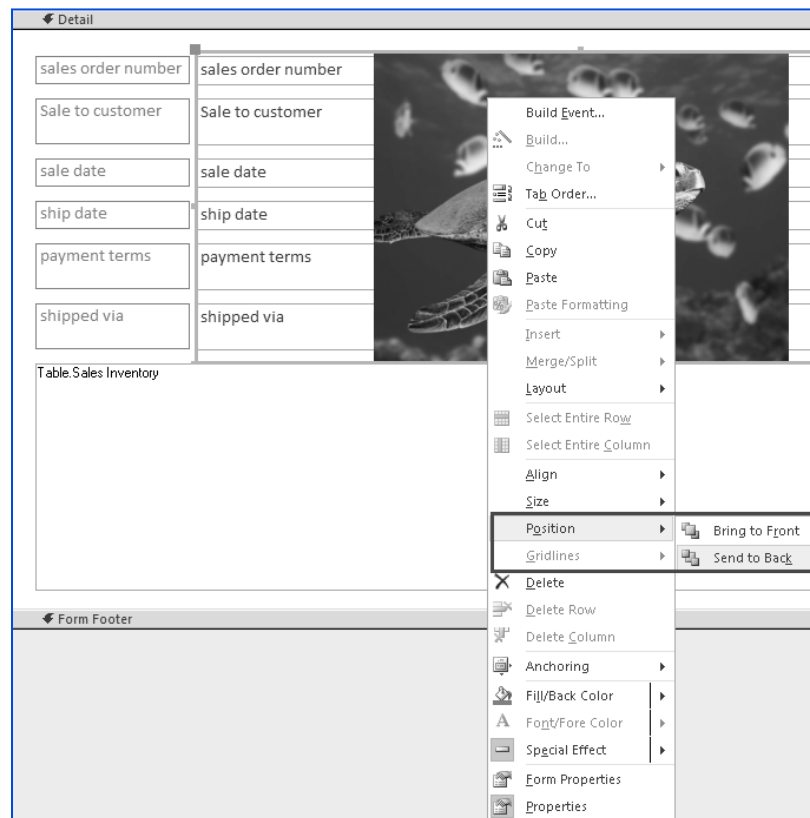 Detail
sales order number sales order number
Sale to customer Sale to customer
sale date sale date
ship date ship date
payment terms payment terms
shipped via shipped via
Table.Sales Inventory
Build Event...
Build...
Change To
Tab Order...
Cut
Copy
Paste
Paste Formatting
Insert
Merge/Split
Layout
Select Entire Row
Select Entire Column
Align
Size
Position Bring to Front
Gridlines Send to Back
Delete
Delete Row
Delete Column
Form Footer
Anchoring
Fill/Back Color
A Font/Fore Color
Special Effect
Form Properties
Properties